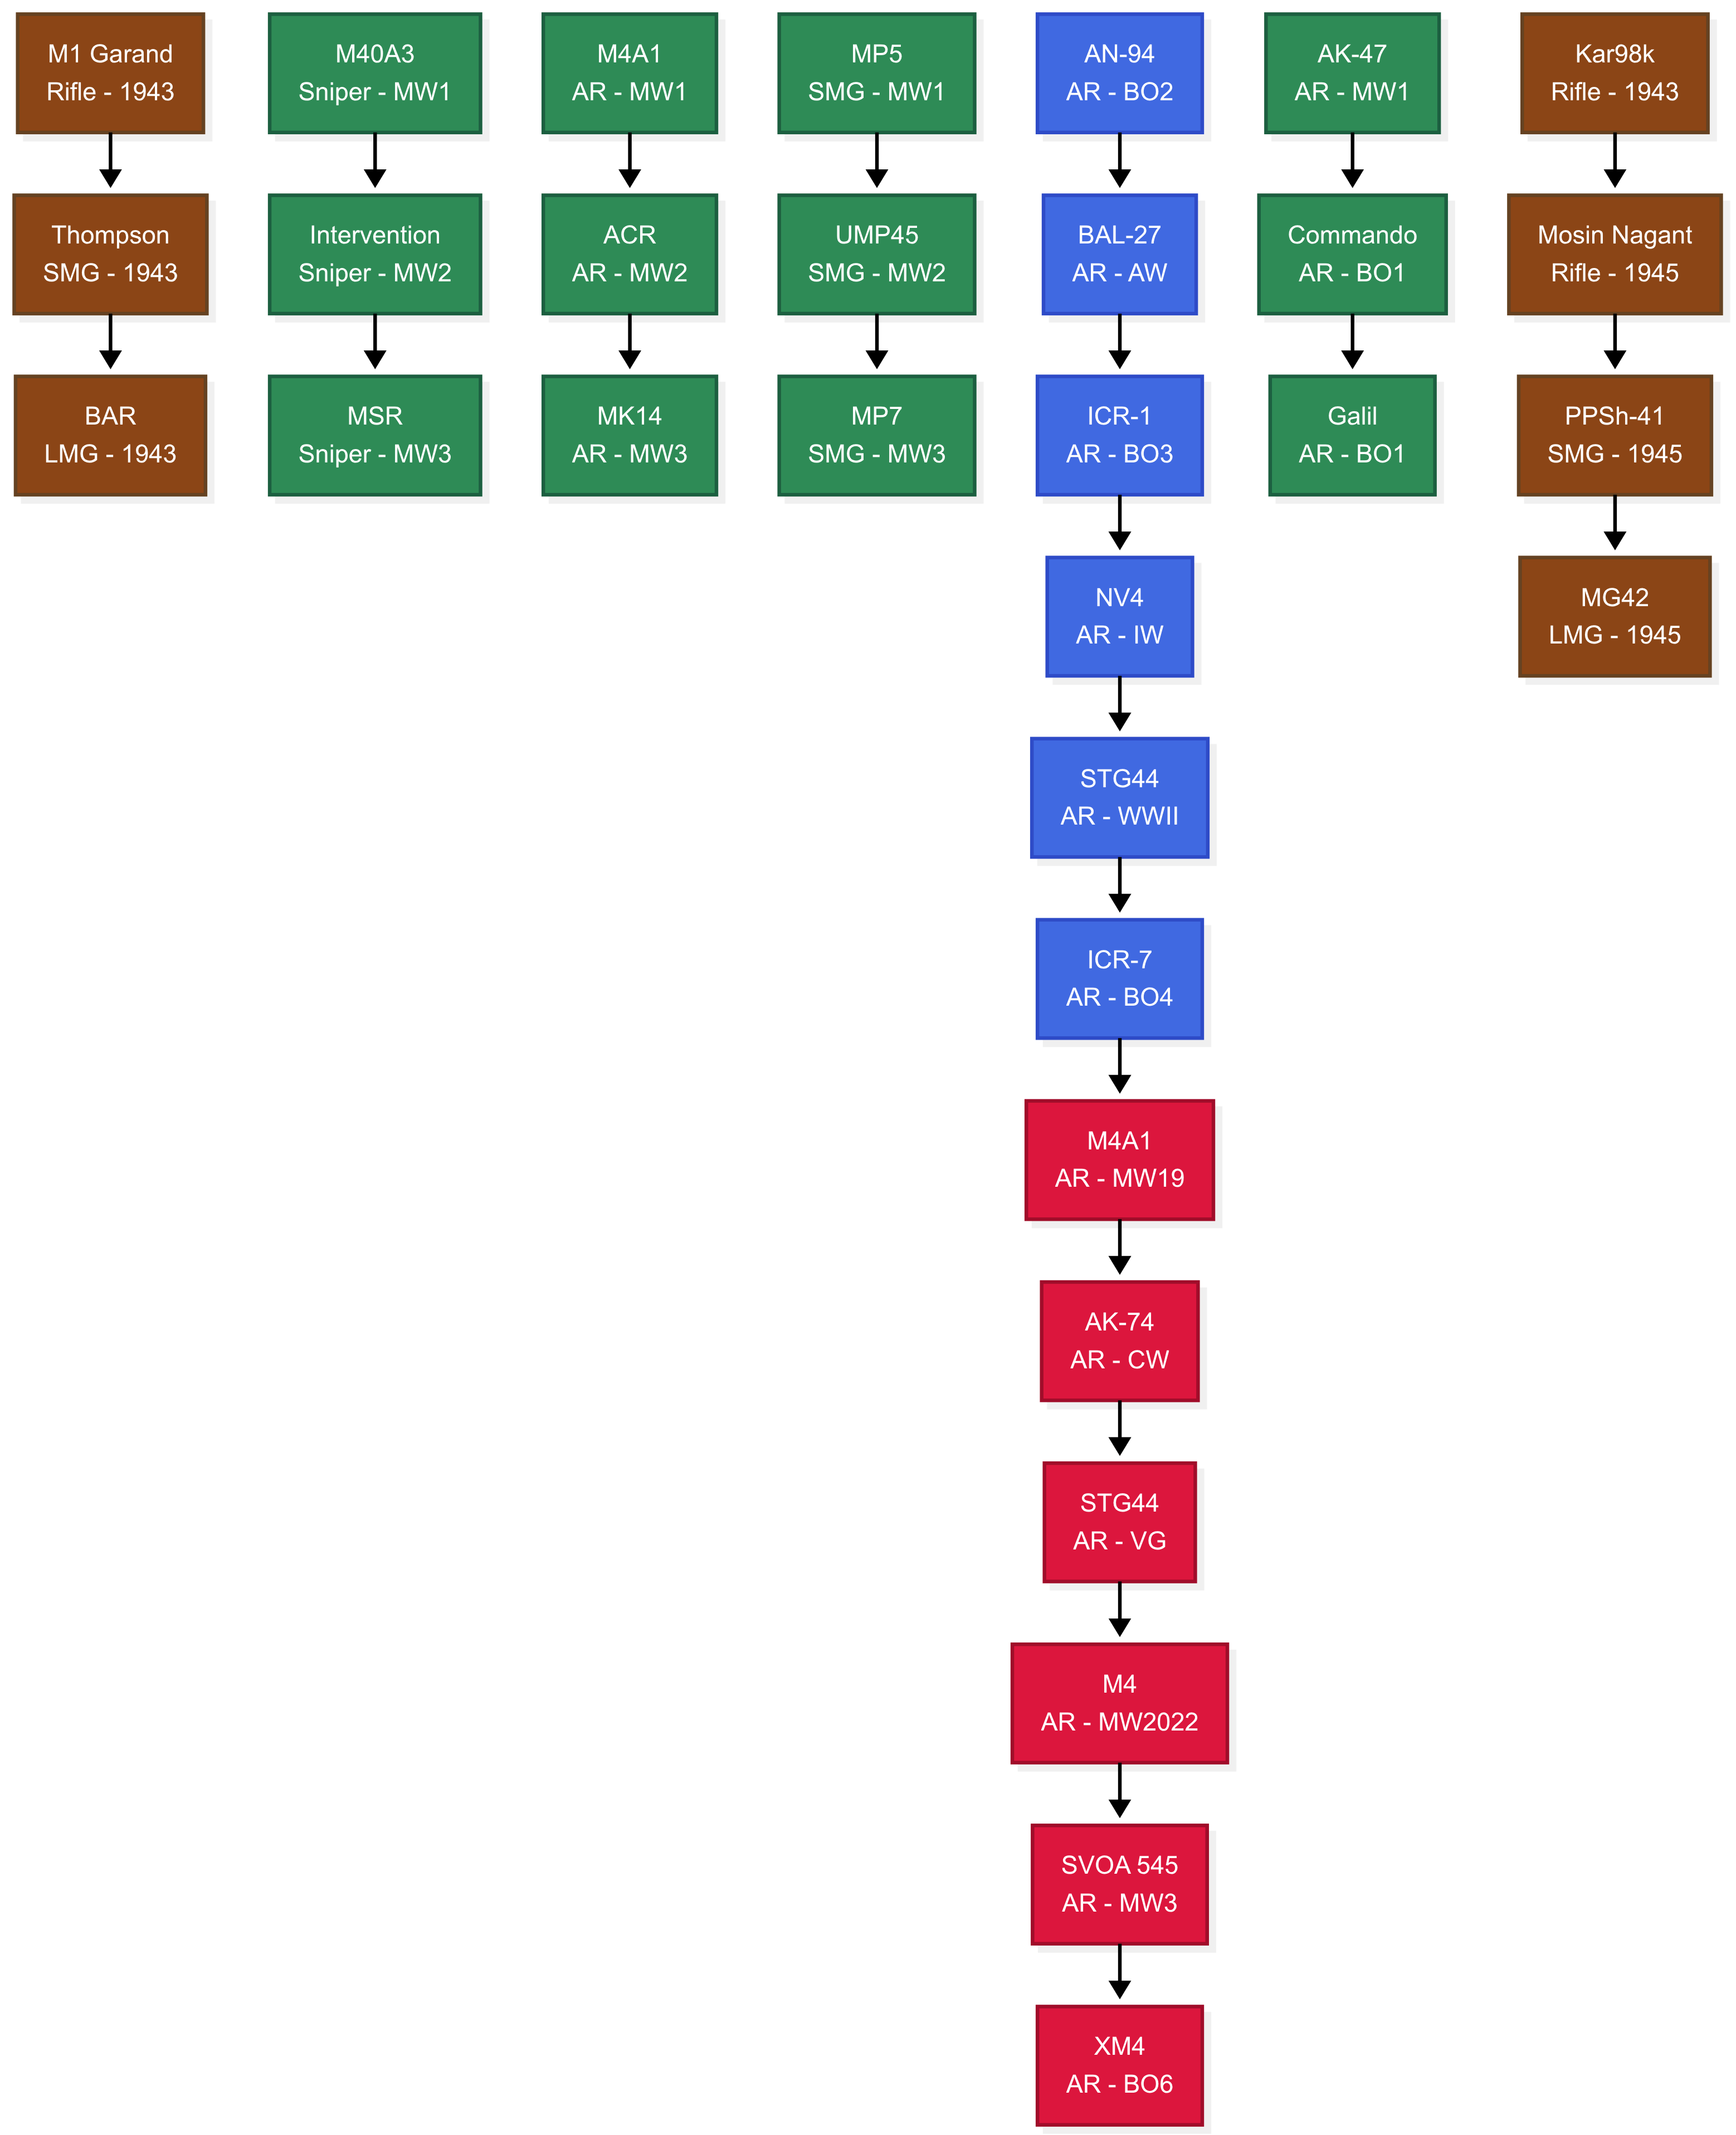 M1 Garand
Rifle - 1943
M40A3
Sniper - MW1
M4A1
AR - MW1
MP5
SMG - MW1
AN-94
AR - BO2
AK-47
AR - MW1
Kar98k
Rifle - 1943
Thompson
SMG - 1943
Intervention
Sniper - MW2
ACR
AR - MW2
UMP45
SMG - MW2
BAL-27
AR - AW
Commando
AR - BO1
Mosin Nagant
Rifle - 1945
BAR
LMG - 1943
MSR
Sniper - MW3
MK14
AR - MW3
MP7
SMG - MW3
ICR-1
AR - BO3
Galil
AR - BO1
PPSh-41
SMG - 1945
NV4
AR - IW
MG42
LMG - 1945
STG44
AR - WWII
ICR-7
AR - BO4
M4A1
AR - MW19
AK-74
AR - CW
STG44
AR - VG
M4
AR - MW2022
SVOA 545
AR - MW3
XM4
AR - BO6